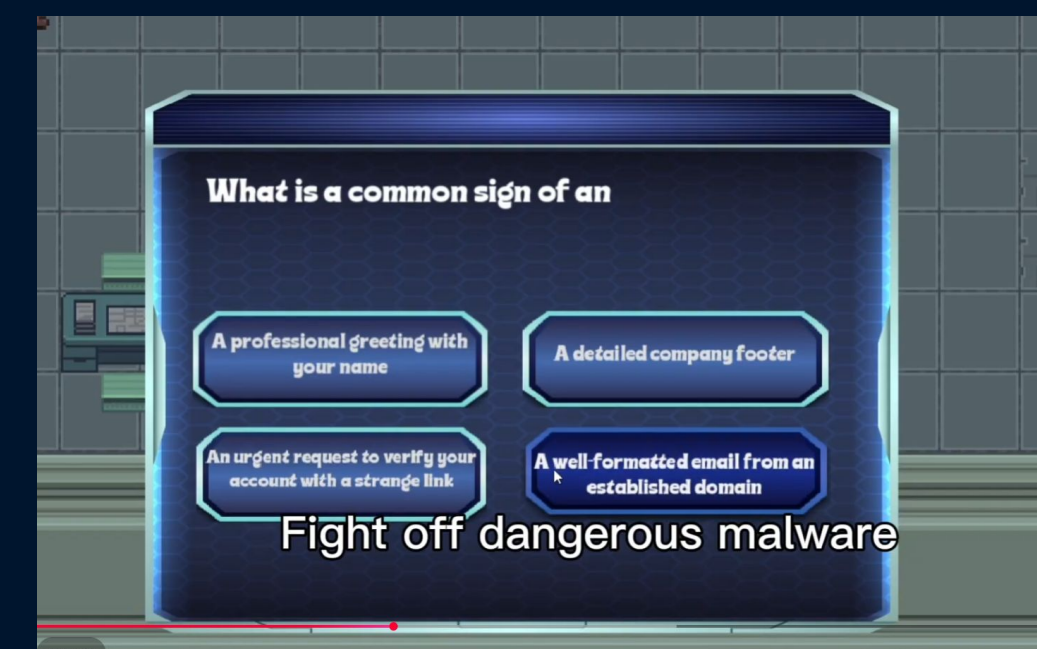 What is a common sign of an
A professional greeting with
your name
A detailed company footer
An urgent request to verify your
account with a strange link
A well-formatted email from an
established domain
Fight off dangerous malware